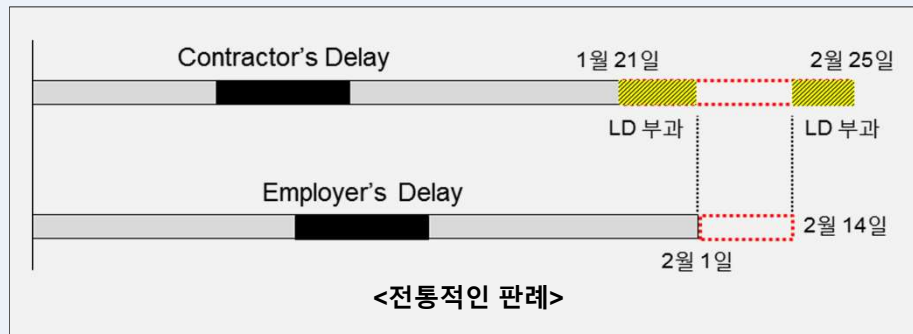 Contractor's Delay
1월 21일
2월 25일
LD 부과
LD 부과
Employer's Delay
2월 14일
2월 1일
<전통적인 판례>